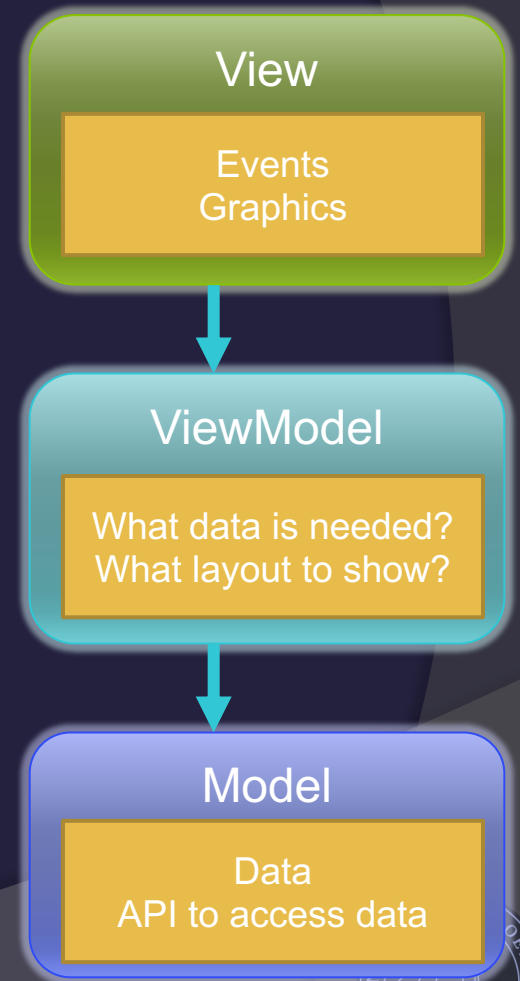 View
Events
Graphics
ViewModel
What data is needed?
What layout to show?
Model
Data
API to access data